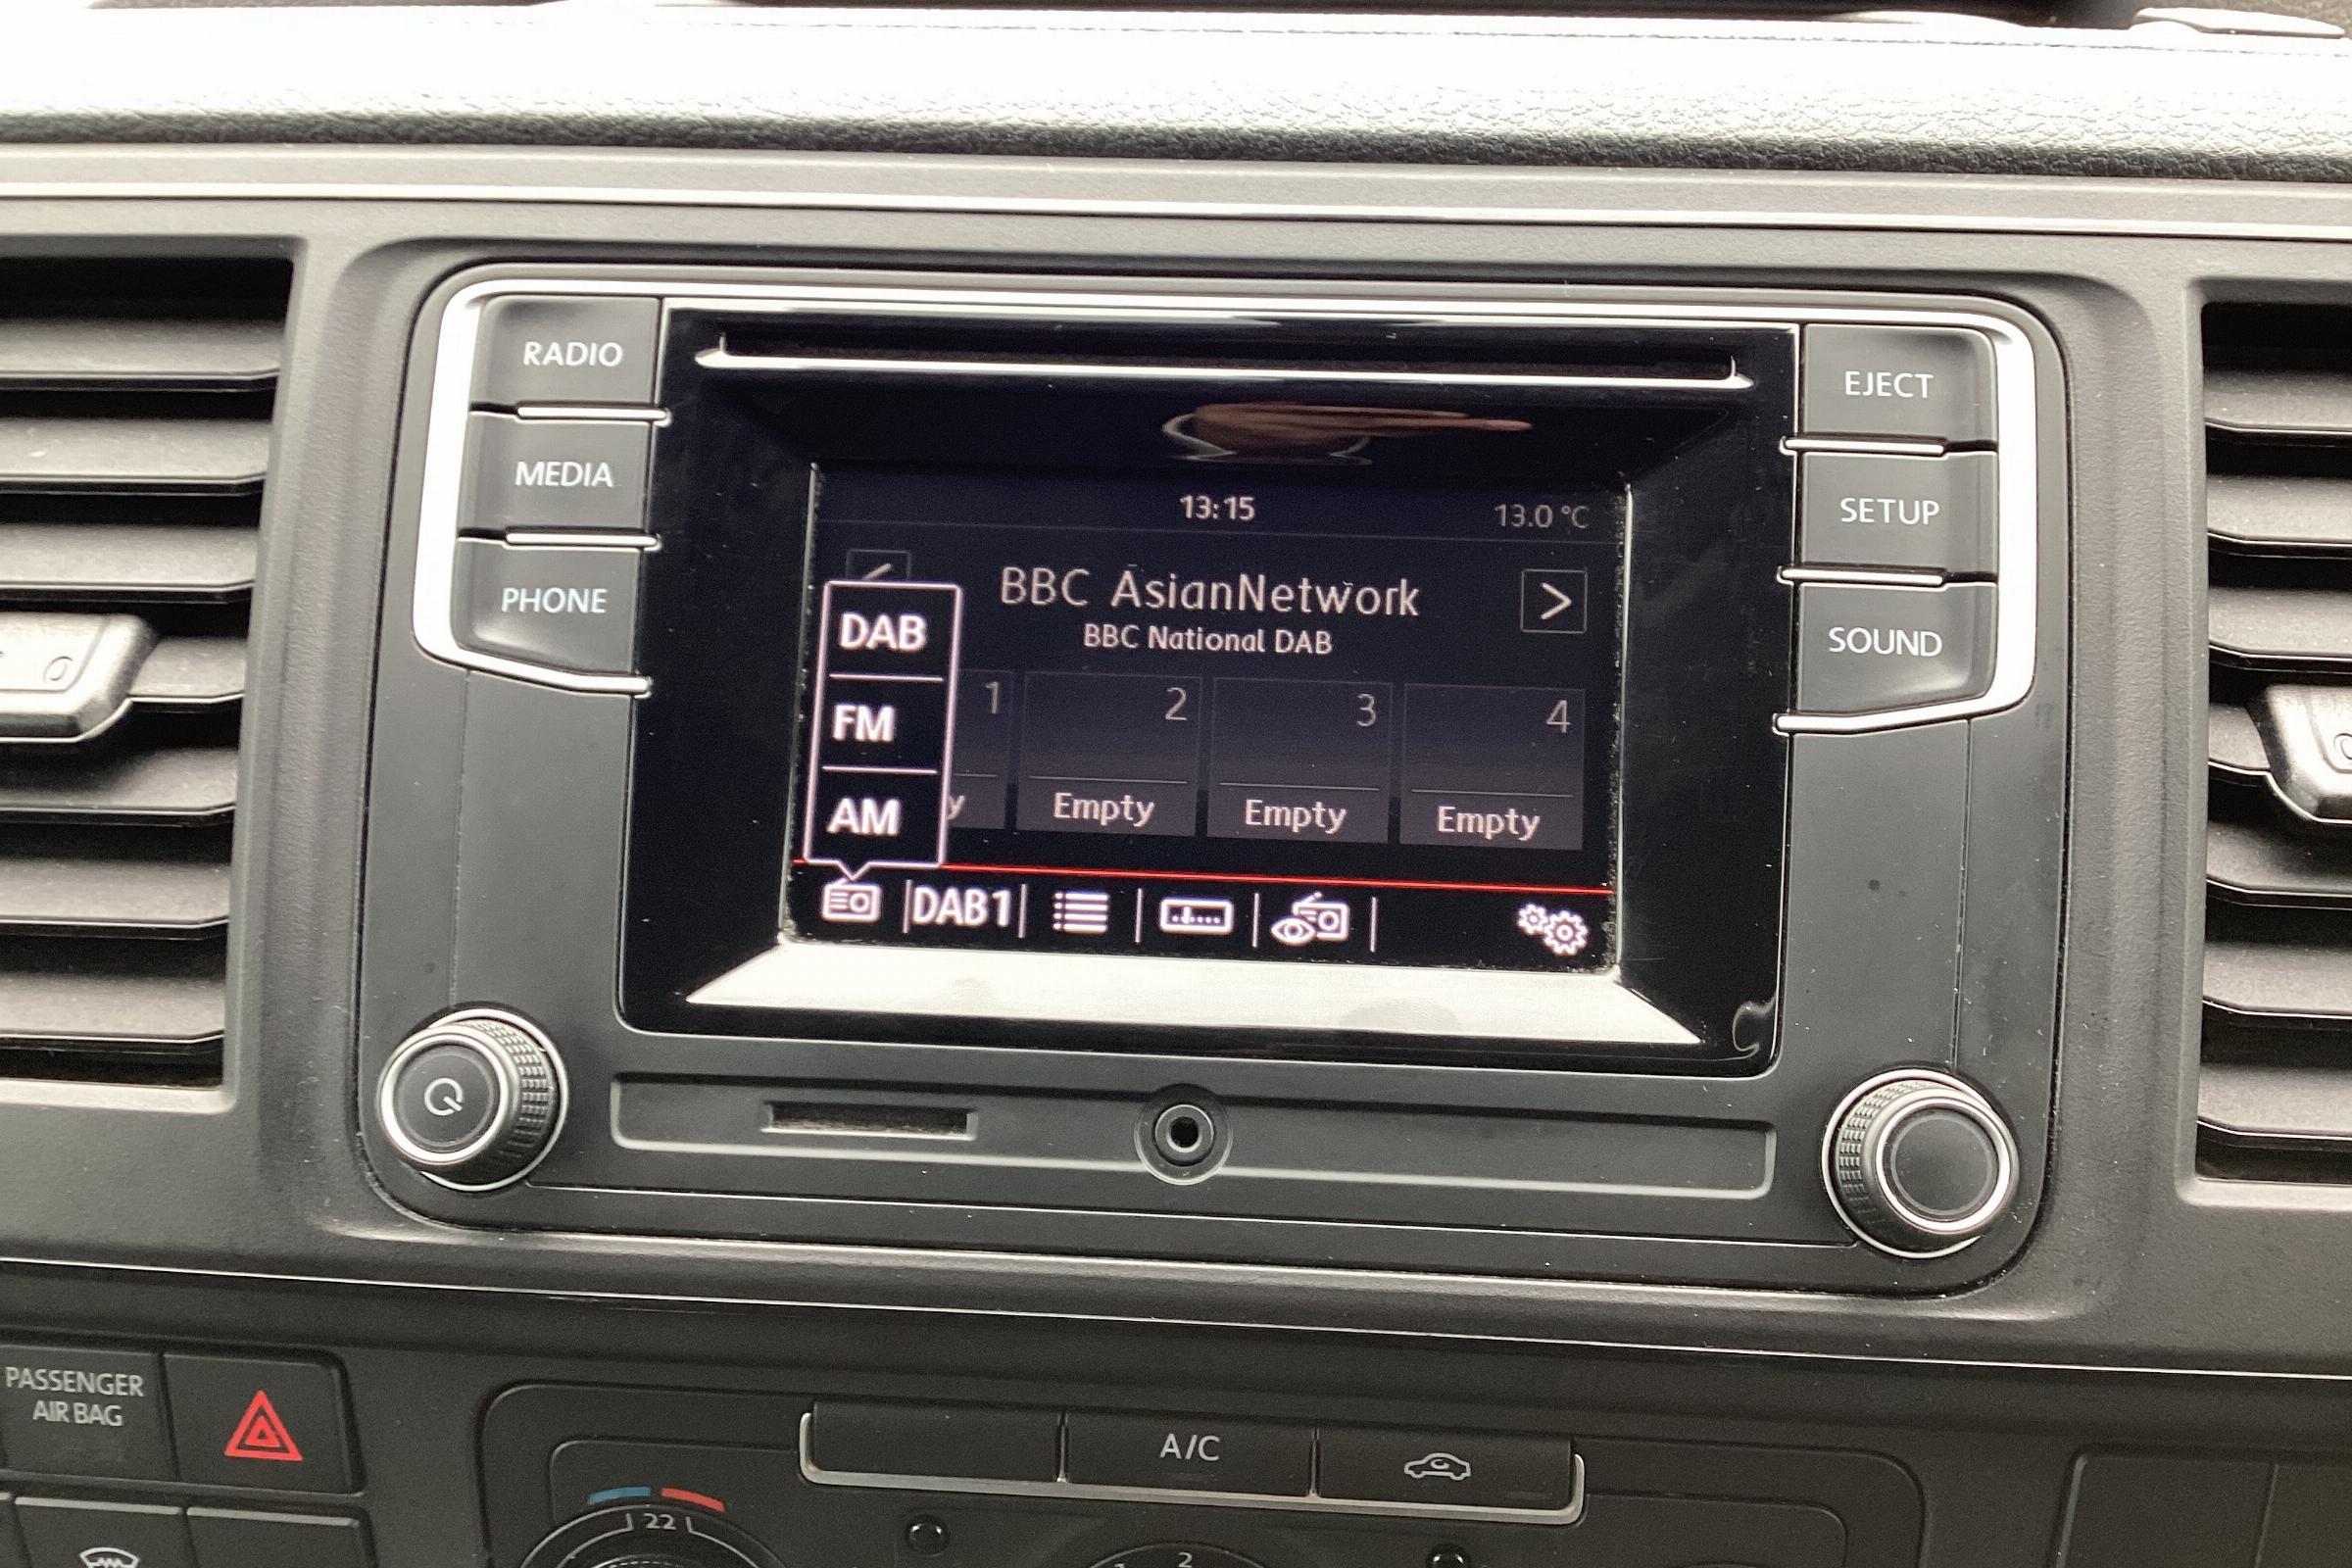 RADIO
MEDIA
PHONE
EJECT
SETUP
SOUND
13:15
13.0 °C
BBC AsianNetwork
BBC National DAB
DAB
FM
AM
1
2
3
4
Empty
Empty
Empty
DAB1
PASSENGER
AIR BAG
A/C
22
2